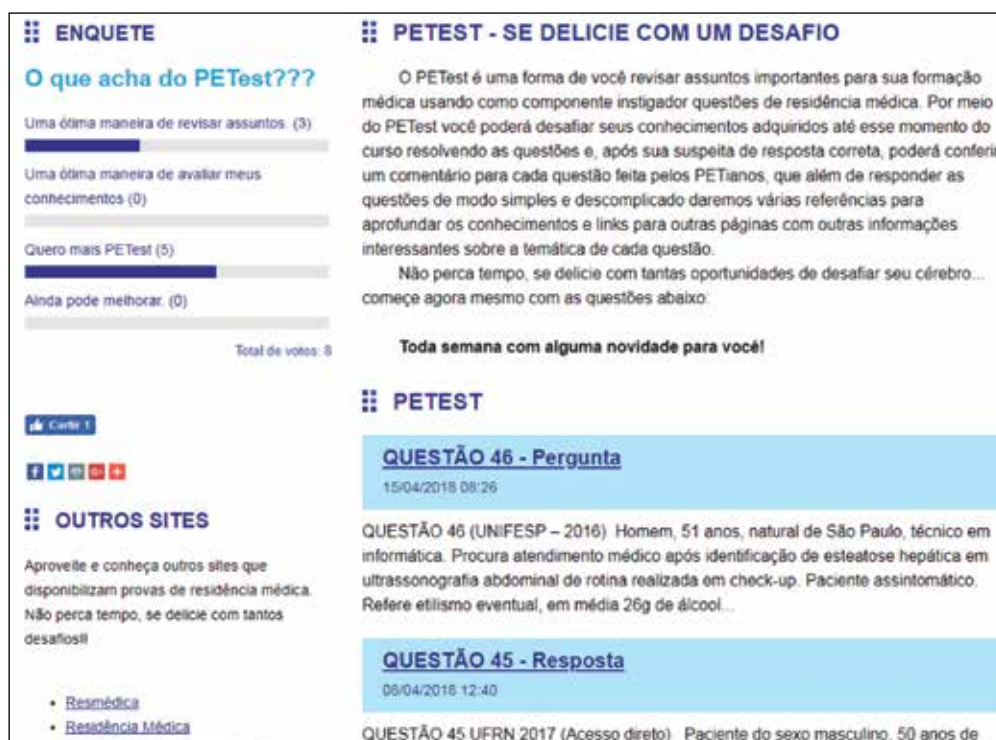 ENQUETE
O que acha do PETest???
Uma ótima maneira de revisar assuntos. (3)
Uma ótima maneira de avaliar meus
conhecimentos (0)
Quero mais PETest (5)
Ainda pode melhorar. (0)
Total de votos: 8
Curtir 1
OUTROS SITES
Aproveite e conheça outros sites que
disponibilizam provas de residência médica.
Não perca tempo, se delicie com tantos
desafios!!
Resmédica
Residência Médica
PETEST - SE DELICIE COM UM DESAFIO
O PETest é uma forma de você revisar assuntos importantes para sua formação
médica usando como componente instigador questões de residência médica. Por meio
do PETest você poderá desafiar seus conhecimentos adquiridos até esse momento do
curso resolvendo as questões e, após sua suspeita de resposta correta, poderá conferir
um comentário para cada questão feita pelos PETianos, que além de responder as
questões de modo simples e descomplicado daremos várias referências para
aprofundar os conhecimentos e links para outras páginas com outras informações
interessantes sobre a temática de cada questão.
Não perca tempo, se delicie com tantas oportunidades de desafiar seu cérebro...
começe agora mesmo com as questões abaixo:
Toda semana com alguma novidade para você!
PETEST
QUESTÃO 46 - Pergunta
15/04/2018 08:26
QUESTÃO 46 (UNIFESP – 2016) Homem, 51 anos, natural de São Paulo, técnico em
informática. Procura atendimento médico após identificação de esteatose hepática em
ultrassonografia abdominal de rotina realizada em check-up. Paciente assintomático.
Refere etilismo eventual, em média 26g de álcool...
QUESTÃO 45 - Resposta
08/04/2018 12:40
QUESTÃO 45 UFRN 2017 (Acesso direto) Paciente do sexo masculino, 50 anos de